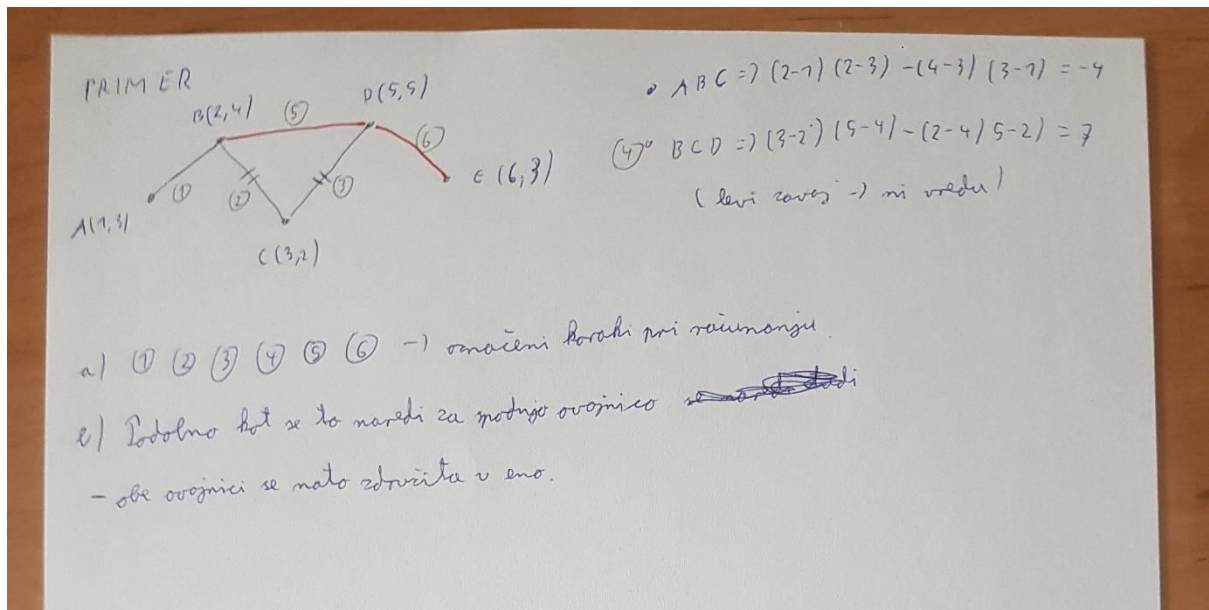 PRIMER
B(2,4) ⑤ D(5,5)
⑥
① ② ③ E(6,3)
A(1,3)
C(3,2)
• ABC => (2-1)(2-3) - (4-3)(3-1) = -4
④ • BCD => (3-2)(5-4) - (2-4)5-2) = 7
(levi zavoj -> ni vredu)
a) ① ② ③ ④ ⑤ ⑥ -> označeni koraki pri računanju.
e) Podobno kot se to naredi za spodnjo ovojnico
- obe ovojnici se nato združita v eno.